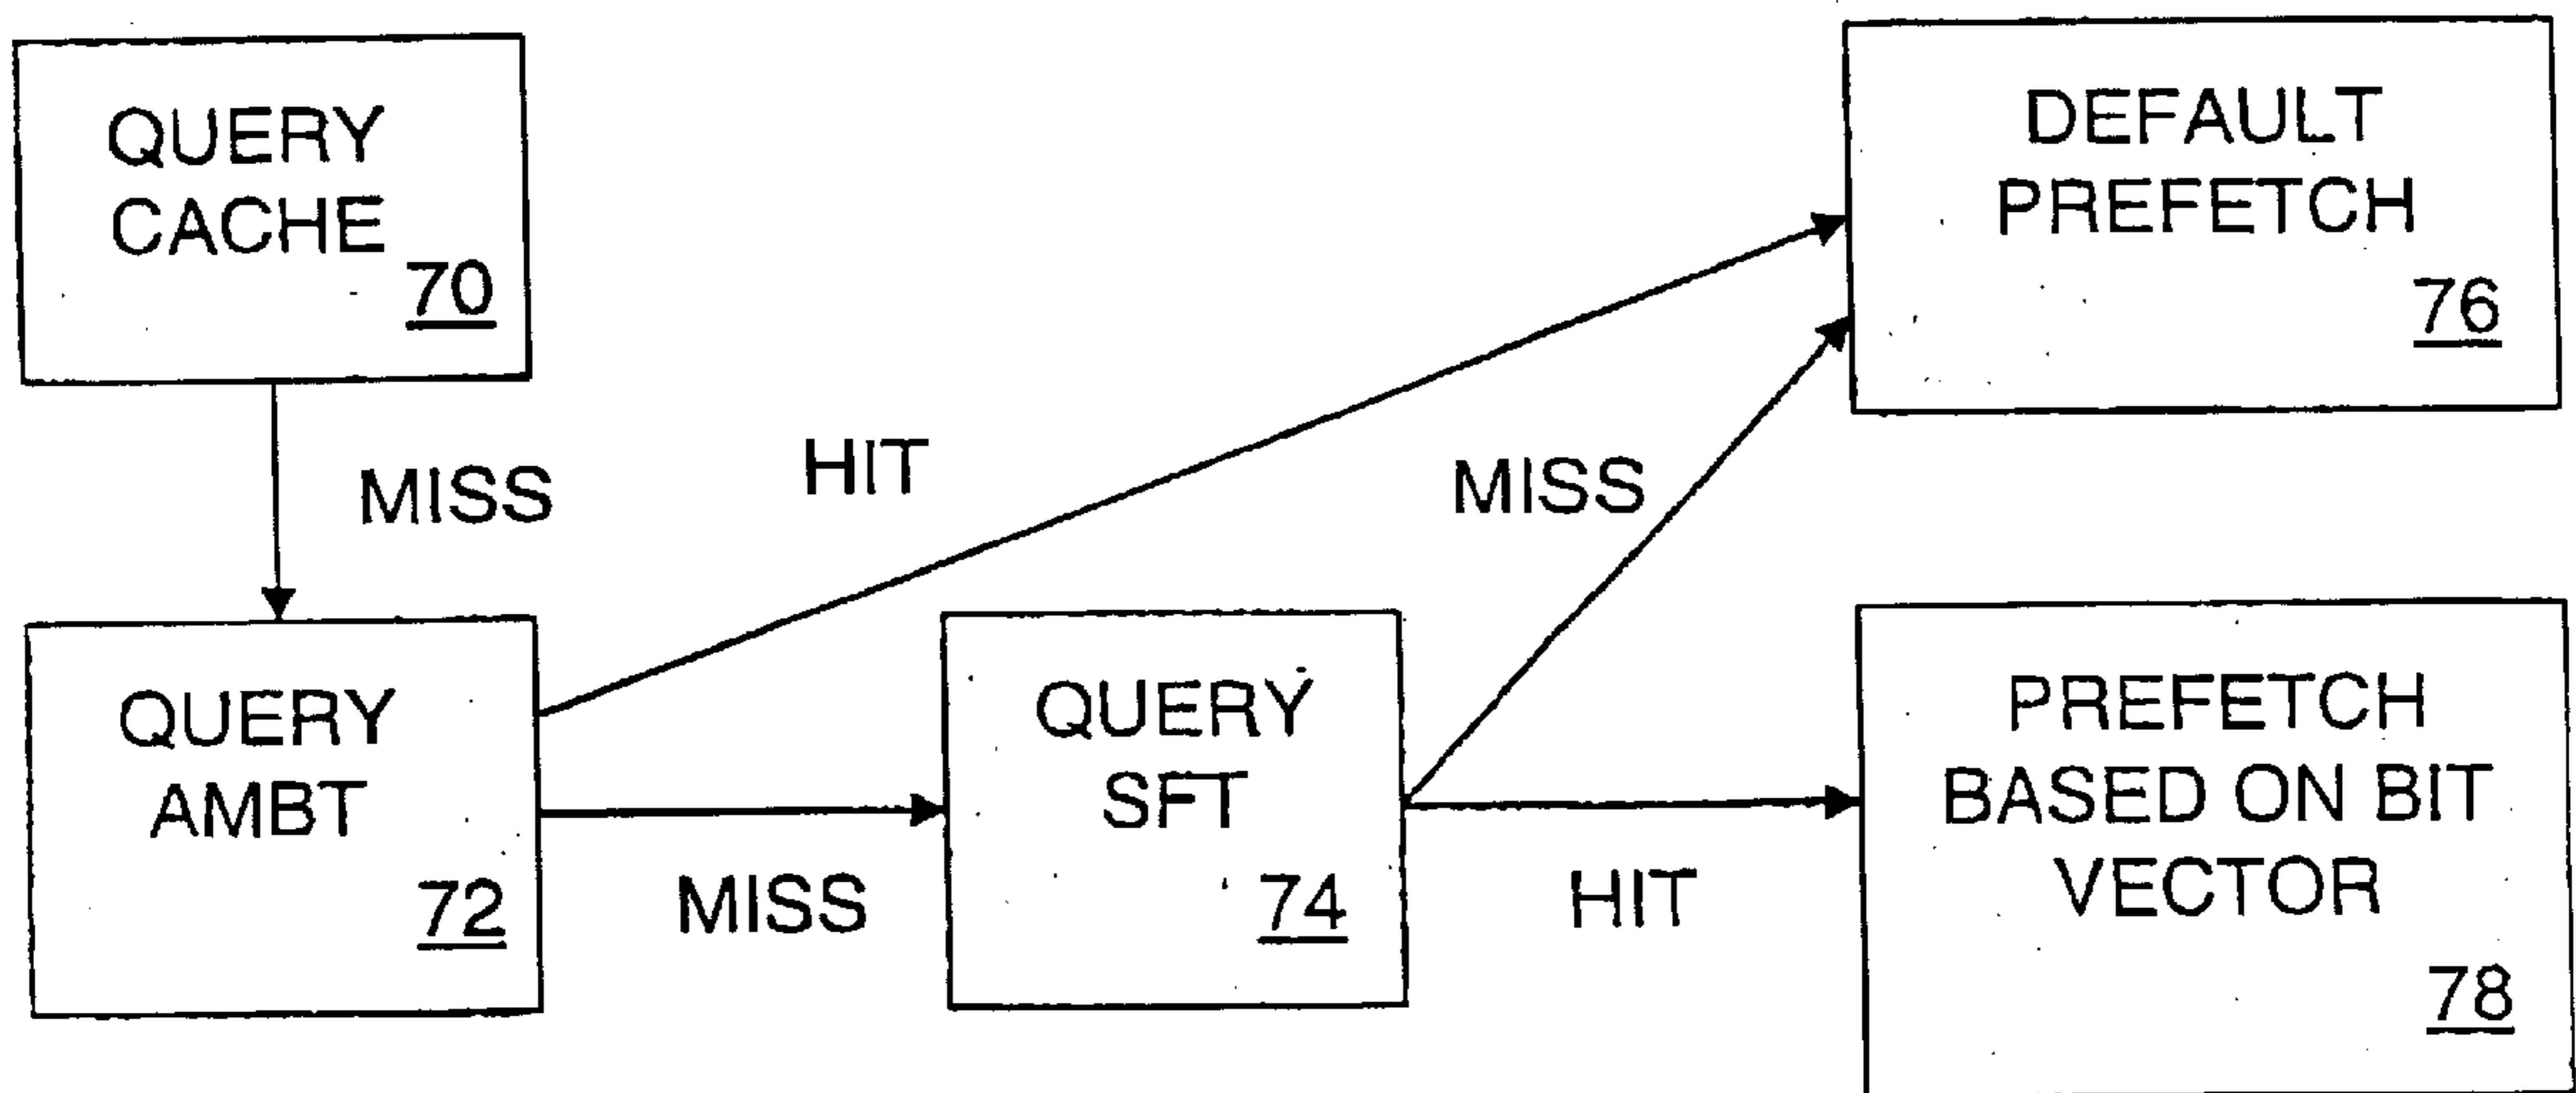 QUERY
CACHE
70
MISS
QUERY
AMBT
72
HIT
MISS
QUERY
SFT
74
MISS
HIT
DEFAULT
PREFETCH
76
PREFETCH
BASED ON BIT
VECTOR
78